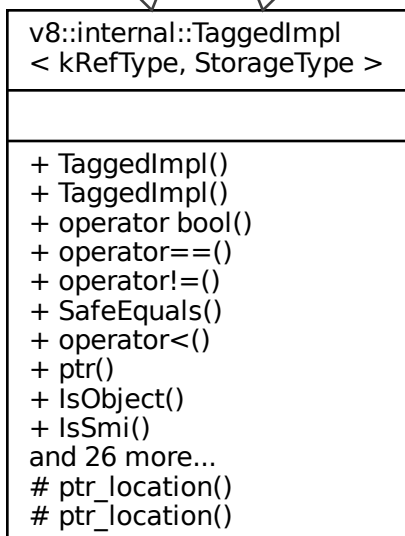 v8::internal::TaggedImpl
< kRefType, StorageType >
+ TaggedImpl()
+ TaggedImpl()
+ operator bool()
+ operator==()
+ operator!=()
+ SafeEquals()
+ operator<()
+ ptr()
+ IsObject()
+ IsSmi()
and 26 more...
# ptr_location()
# ptr_location()